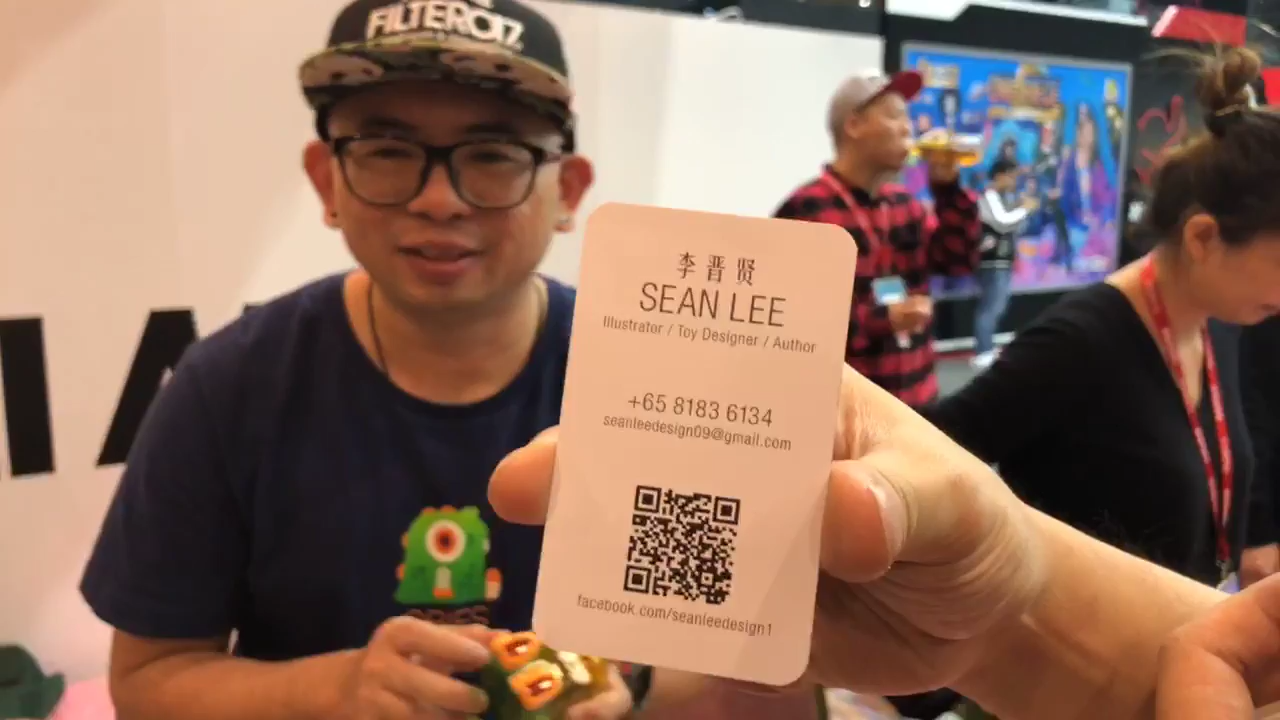 FILTER017
李晋贤
SEAN LEE
Illustrator / Toy Designer / Author
+65 8183 6134
seanleedesign09@gmail.com
facebook.com/seanleedesign1
IA